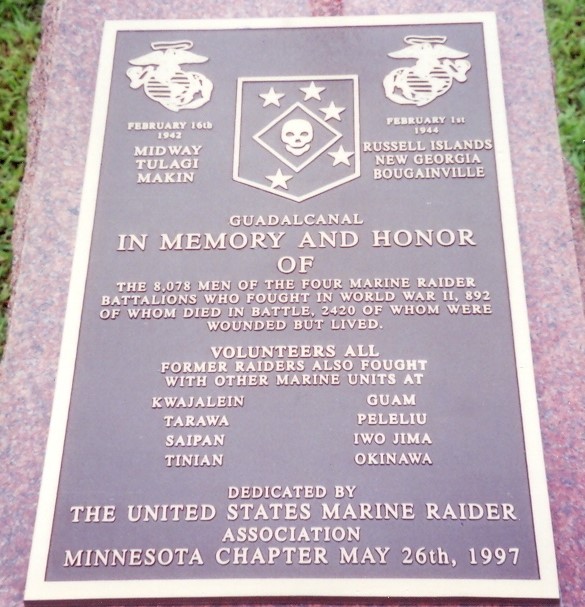 FEBRUARY 16th
1942
MIDWAY
TULAGI
MAKIN
FEBRUARY 1st
1944
RUSSELL ISLANDS
NEW GEORGIA
BOUGAINVILLE
GUADALCANAL
IN MEMORY AND HONOR
OF
THE 8,078 MEN OF THE FOUR MARINE RAIDER
BATTALIONS WHO FOUGHT IN WORLD WAR II, 892
OF WHOM DIED IN BATTLE, 2420 OF WHOM WERE
WOUNDED BUT LIVED.
VOLUNTEERS ALL
FORMER RAIDERS ALSO FOUGHT
WITH OTHER MARINE UNITS AT
KWAJALEIN
TARAWA
SAIPAN
TINIAN
GUAM
PELELIU
IWO JIMA
OKINAWA
DEDICATED BY
THE UNITED STATES MARINE RAIDER
ASSOCIATION
MINNESOTA CHAPTER MAY 26th, 1997